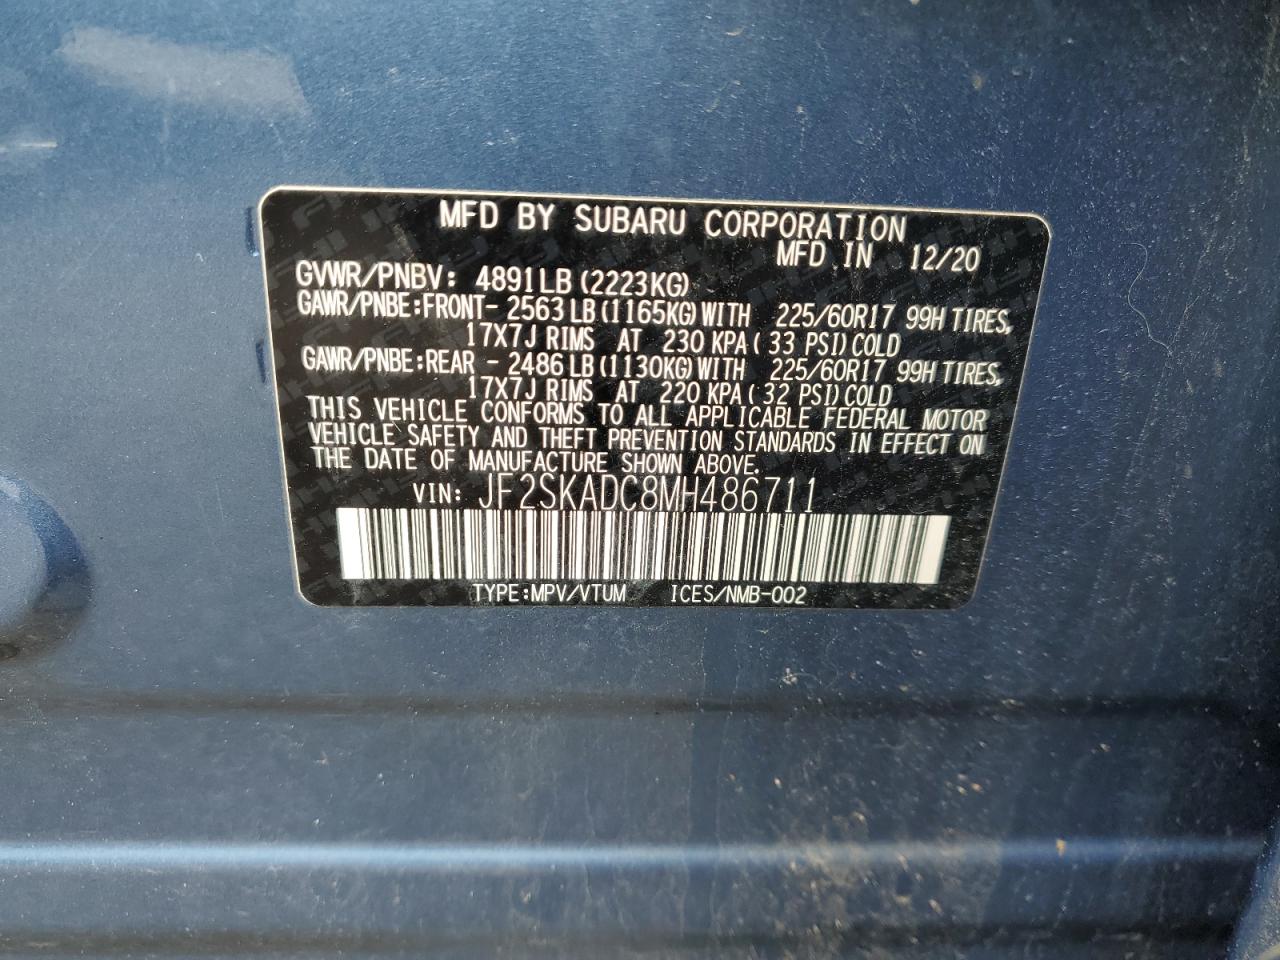 MFD BY SUBARU CORPORATION
MFD IN 12/20
GVWR/PNBV: 4891LB(2223KG)
GAWR/PNBE:FRONT- 2563LB(1165KG)WITH 225/60R17 99H TIRES,
17X7J RIMS AT 230 KPA( 33 PSI)COLD
GAWR/PNBE:REAR - 2486LB(1130KG)WITH 225/60R17 99H TIRES,
17X7J RIMS AT 220 KPA( 32 PSI)COLD
THIS VEHICLE CONFORMS TO ALL APPLICABLE FEDERAL MOTOR
VEHICLE SAFETY AND THEFT PREVENTION STANDARDS IN EFFECT ON
THE DATE OF MANUFACTURE SHOWN ABOVE.
VIN: JF2SKADC8MH486711
TYPE:MPV/VTUM ICES/NMB-002